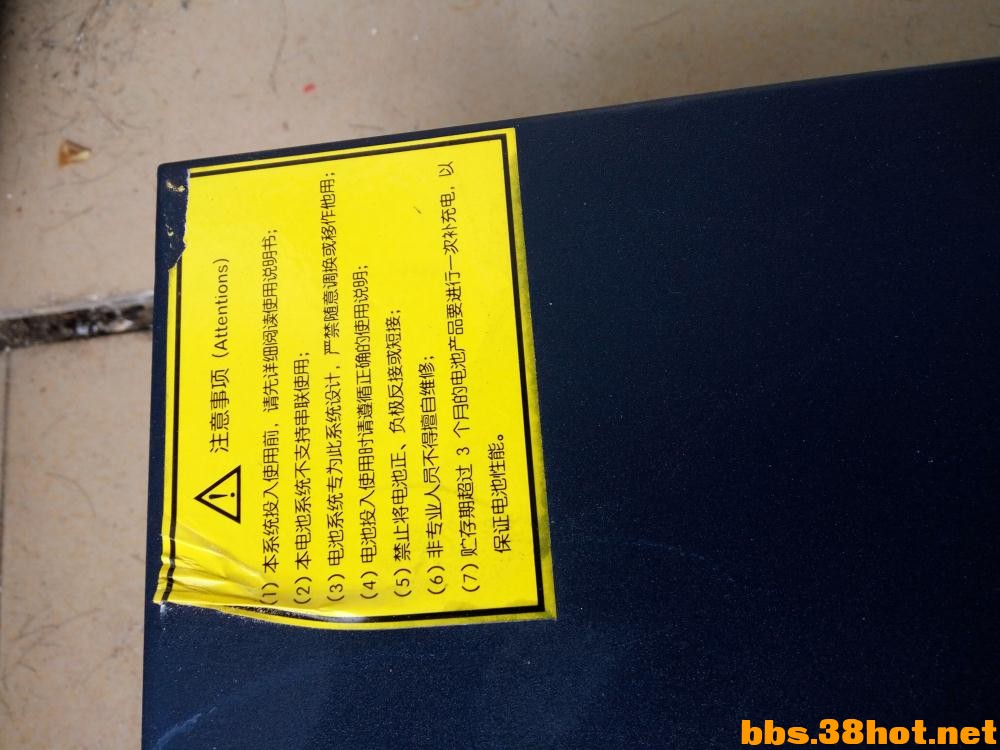 注意事项（Attentions）
（1）本系统投入使用前，请先详细阅读使用说明书；
（2）本电池系统不支持串联使用；
（3）电池系统专为此系统设计，严禁随意调换或移作他用；
（4）电池投入使用时请遵循正确的使用说明；
（5）禁止将电池正、负极反接或短接；
（6）非专业人员不得擅自维修；
（7）贮存期超过 3 个月的电池产品要进行一次补充电，以
保证电池性能。
bbs.38hot.net